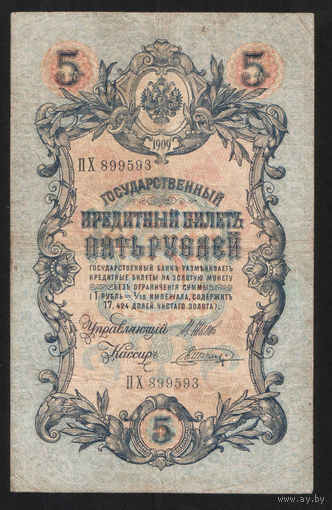 5 5
1909
ПХ 899593
ГОСУДАРСТВЕННЫЙ
КРЕДИТНЫЙ БИЛЕТЪ
ПЯТЬ РУБЛЕЙ
ГОСУДАРСТВЕННЫЙ БАНКЪ РАЗМѢНИВАЕТЪ
КРЕДИТНЫЕ БИЛЕТЫ НА ЗОЛОТУЮ МОНЕТУ
БЕЗЪ ОГРАНИЧЕНІЯ СУММЫ
(1 РУБЛЬ = 1/15 ИМПЕРІАЛА, СОДЕРЖИТЪ
17,424 ДОЛЕЙ ЧИСТАГО ЗОЛОТА).
Управляющій
Кассиръ
ПХ 899593
5
www.ay.by